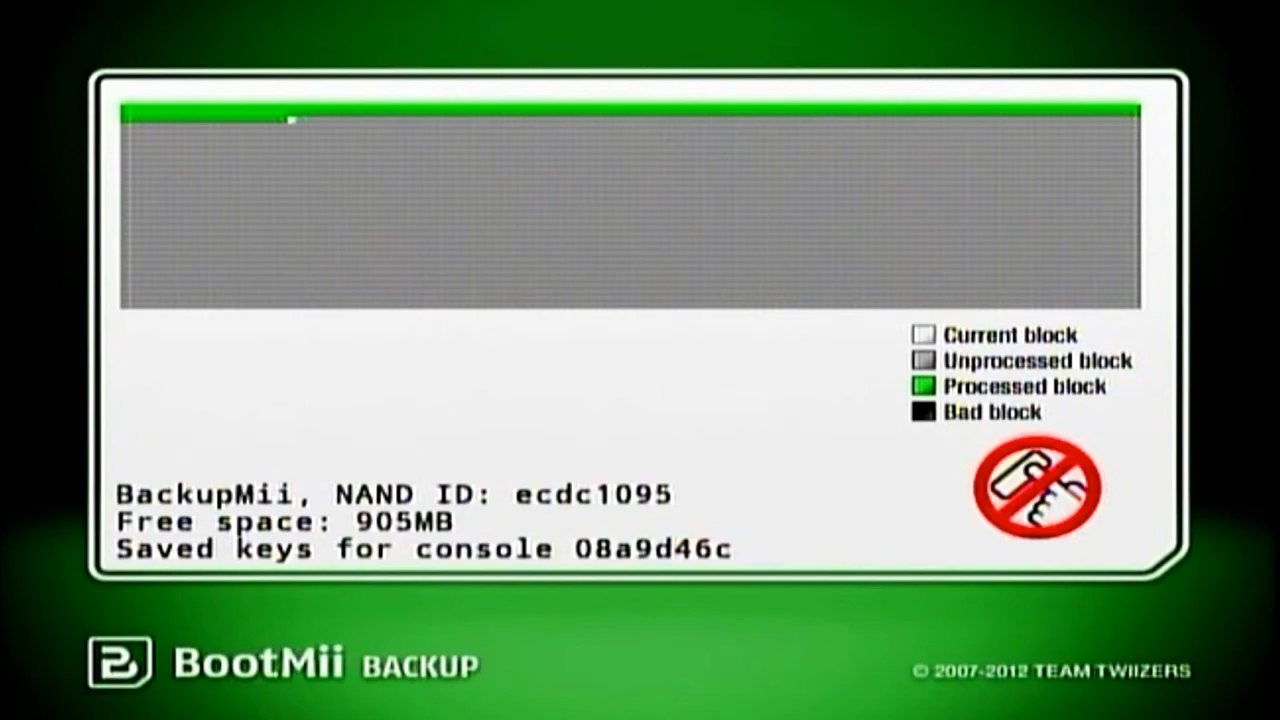 Current block
Unprocessed block
Processed block
Bad block
BackupMii, NAND ID: ecdc1095
Free space: 905MB
Saved keys for console 08a9d46c
BootMii BACKUP
© 2007-2012 TEAM TWIIZERS